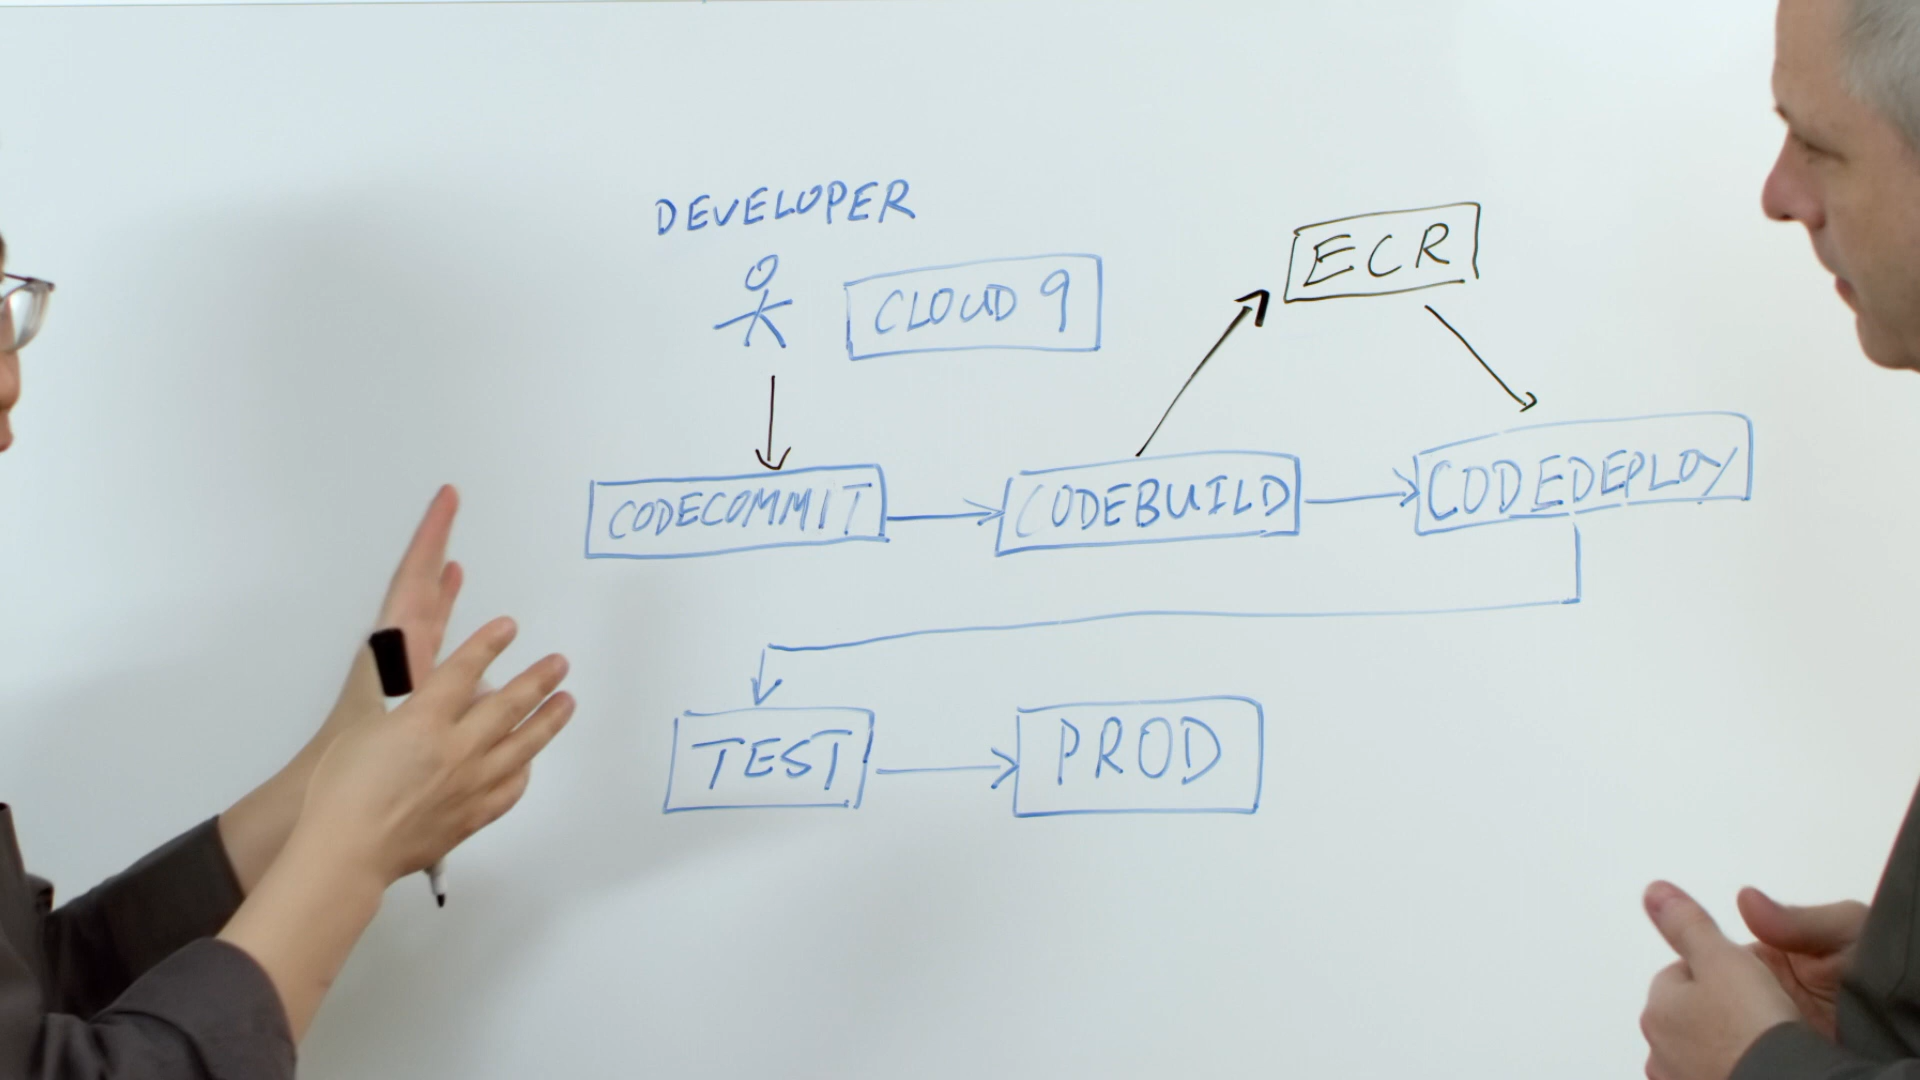 DEVELOPER
CLOUD 9
ECR
CODECOMMIT
CODEBUILD
CODEDEPLOY
TEST
PROD